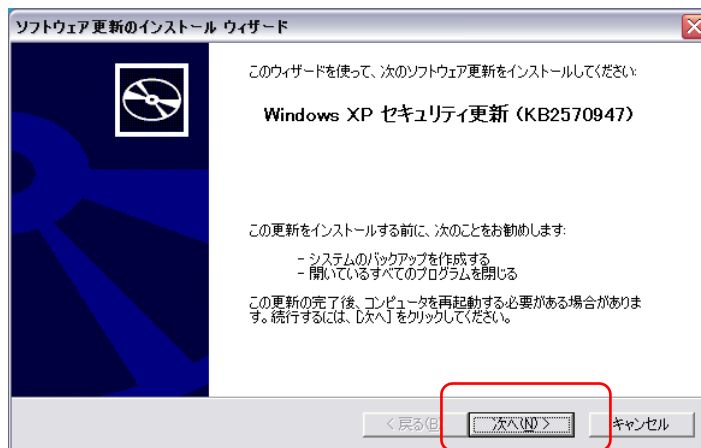 ソフトウェア更新のインストール ウィザード
このウィザードを使って、次のソフトウェア更新をインストールしてください:
Windows XP セキュリティ更新 (KB2570947)
この更新をインストールする前に、次のことをお勧めします:
- システムのバックアップを作成する
- 開いているすべてのプログラムを閉じる
この更新の完了後、コンピュータを再起動する必要がある場合がありま
す。続行するには、[次へ] をクリックしてください。
< 戻る(B) 次へ(N) > キャンセル